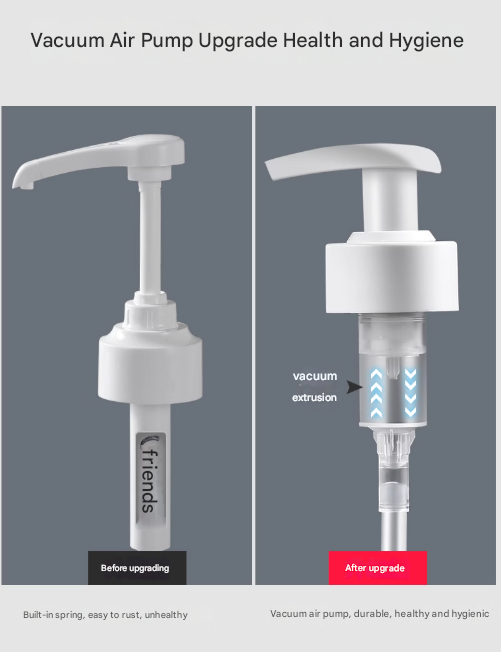 Vacuum Air Pump Upgrade Health and Hygiene
friends
vacuum
extrusion
Before upgrading
After upgrade
Built-in spring, easy to rust, unhealthy
Vacuum air pump, durable, healthy and hygienic